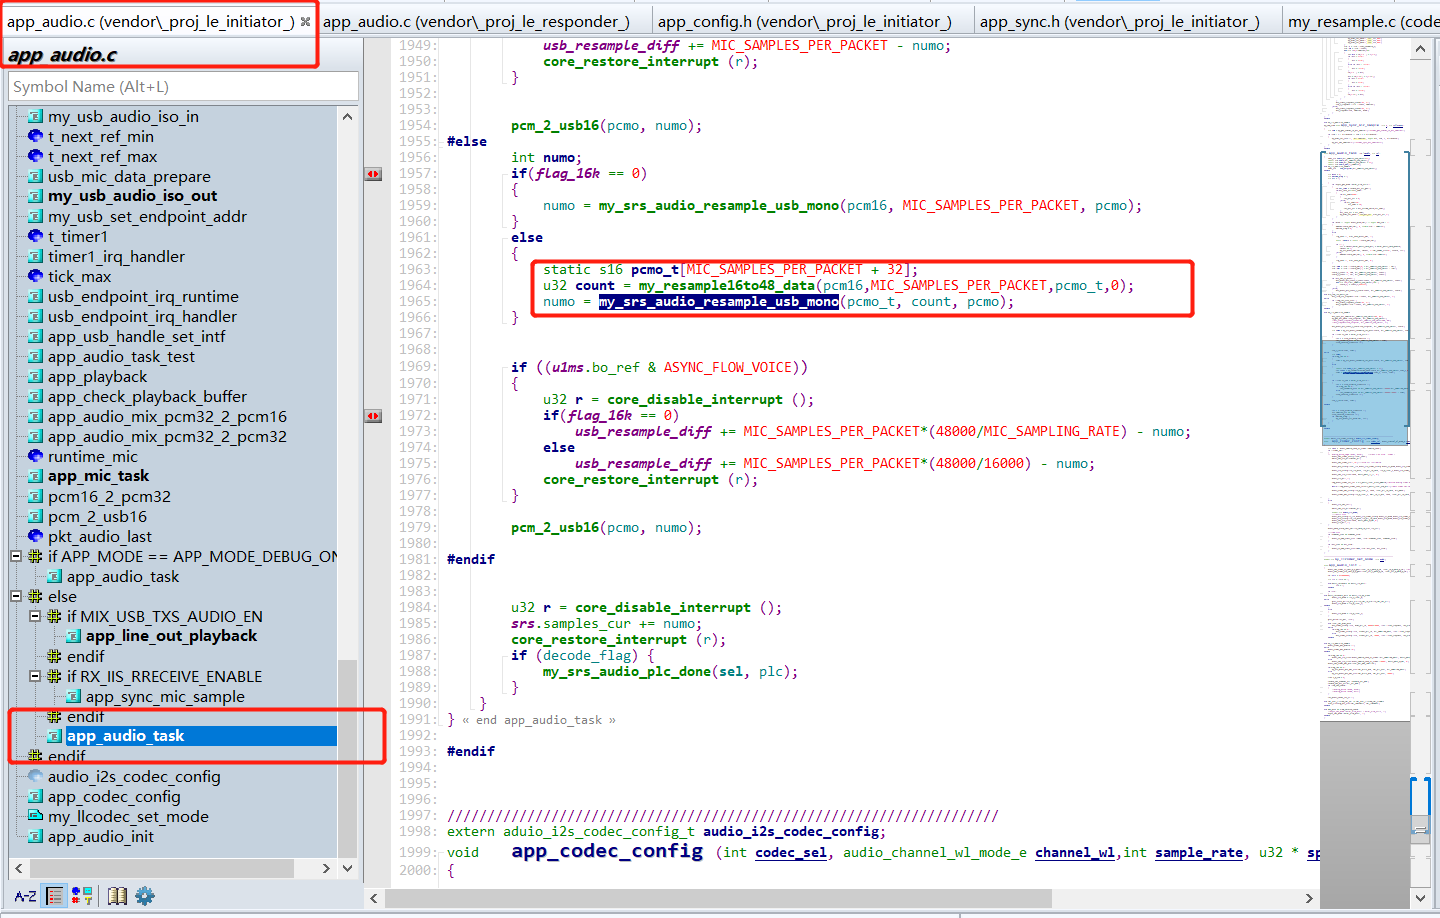 app_audio.c (vendor\_proj_le_initiator_)
app_audio.c (vendor\_proj_le_responder_)
app_config.h (vendor\_proj_le_initiator_)
app_sync.h (vendor\_proj_le_initiator_)
my_resample.c (code
app_audio.c
Symbol Name (Alt+L)
my_usb_audio_iso_in
t_next_ref_min
t_next_ref_max
usb_mic_data_prepare
my_usb_audio_iso_out
my_usb_set_endpoint_addr
t_timer1
timer1_irq_handler
tick_max
usb_endpoint_irq_runtime
usb_endpoint_irq_handler
app_usb_handle_set_intf
app_audio_task_test
app_playback
app_check_playback_buffer
app_audio_mix_pcm32_2_pcm16
app_audio_mix_pcm32_2_pcm32
runtime_mic
app_mic_task
pcm16_2_pcm32
pcm_2_usb16
pkt_audio_last
if APP_MODE == APP_MODE_DEBUG_ON
app_audio_task
else
if MIX_USB_TXS_AUDIO_EN
app_line_out_playback
endif
if RX_IIS_RRECEIVE_ENABLE
app_sync_mic_sample
endif
app_audio_task
endif
audio_i2s_codec_config
app_codec_config
my_llcodec_set_mode
app_audio_init
A-Z
1949: usb_resample_diff += MIC_SAMPLES_PER_PACKET - numo;
1950: core_restore_interrupt (r);
1951: }
1952:
1953:
1954: pcm_2_usb16(pcmo, numo);
1955: #else
1956: int numo;
1957: if(flag_16k == 0)
1958: {
1959: numo = my_srs_audio_resample_usb_mono(pcm16, MIC_SAMPLES_PER_PACKET, pcmo);
1960: }
1961: else
1962: {
1963: static s16 pcmo_t[MIC_SAMPLES_PER_PACKET + 32];
1964: u32 count = my_resample16to48_data(pcm16,MIC_SAMPLES_PER_PACKET,pcmo_t,0);
1965: numo = my_srs_audio_resample_usb_mono(pcmo_t, count, pcmo);
1966: }
1967:
1968:
1969: if ((u1ms.bo_ref & ASYNC_FLOW_VOICE))
1970: {
1971: u32 r = core_disable_interrupt ();
1972: if(flag_16k == 0)
1973: usb_resample_diff += MIC_SAMPLES_PER_PACKET*(48000/MIC_SAMPLING_RATE) - numo;
1974: else
1975: usb_resample_diff += MIC_SAMPLES_PER_PACKET*(48000/16000) - numo;
1976: core_restore_interrupt (r);
1977: }
1978:
1979: pcm_2_usb16(pcmo, numo);
1980:
1981: #endif
1982:
1983:
1984: u32 r = core_disable_interrupt ();
1985: srs.samples_cur += numo;
1986: core_restore_interrupt (r);
1987: if (decode_flag) {
1988: my_srs_audio_plc_done(sel, plc);
1989: }
1990: }
1991: } « end app_audio_task »
1992:
1993: #endif
1994:
1995:
1996:
1997: /////////////////////////////////////////////////////////////////////
1998: extern aduio_i2s_codec_config_t audio_i2s_codec_config;
1999: void app_codec_config (int codec_sel, audio_channel_wl_mode_e channel_wl,int sample_rate, u32 * sp
2000: {